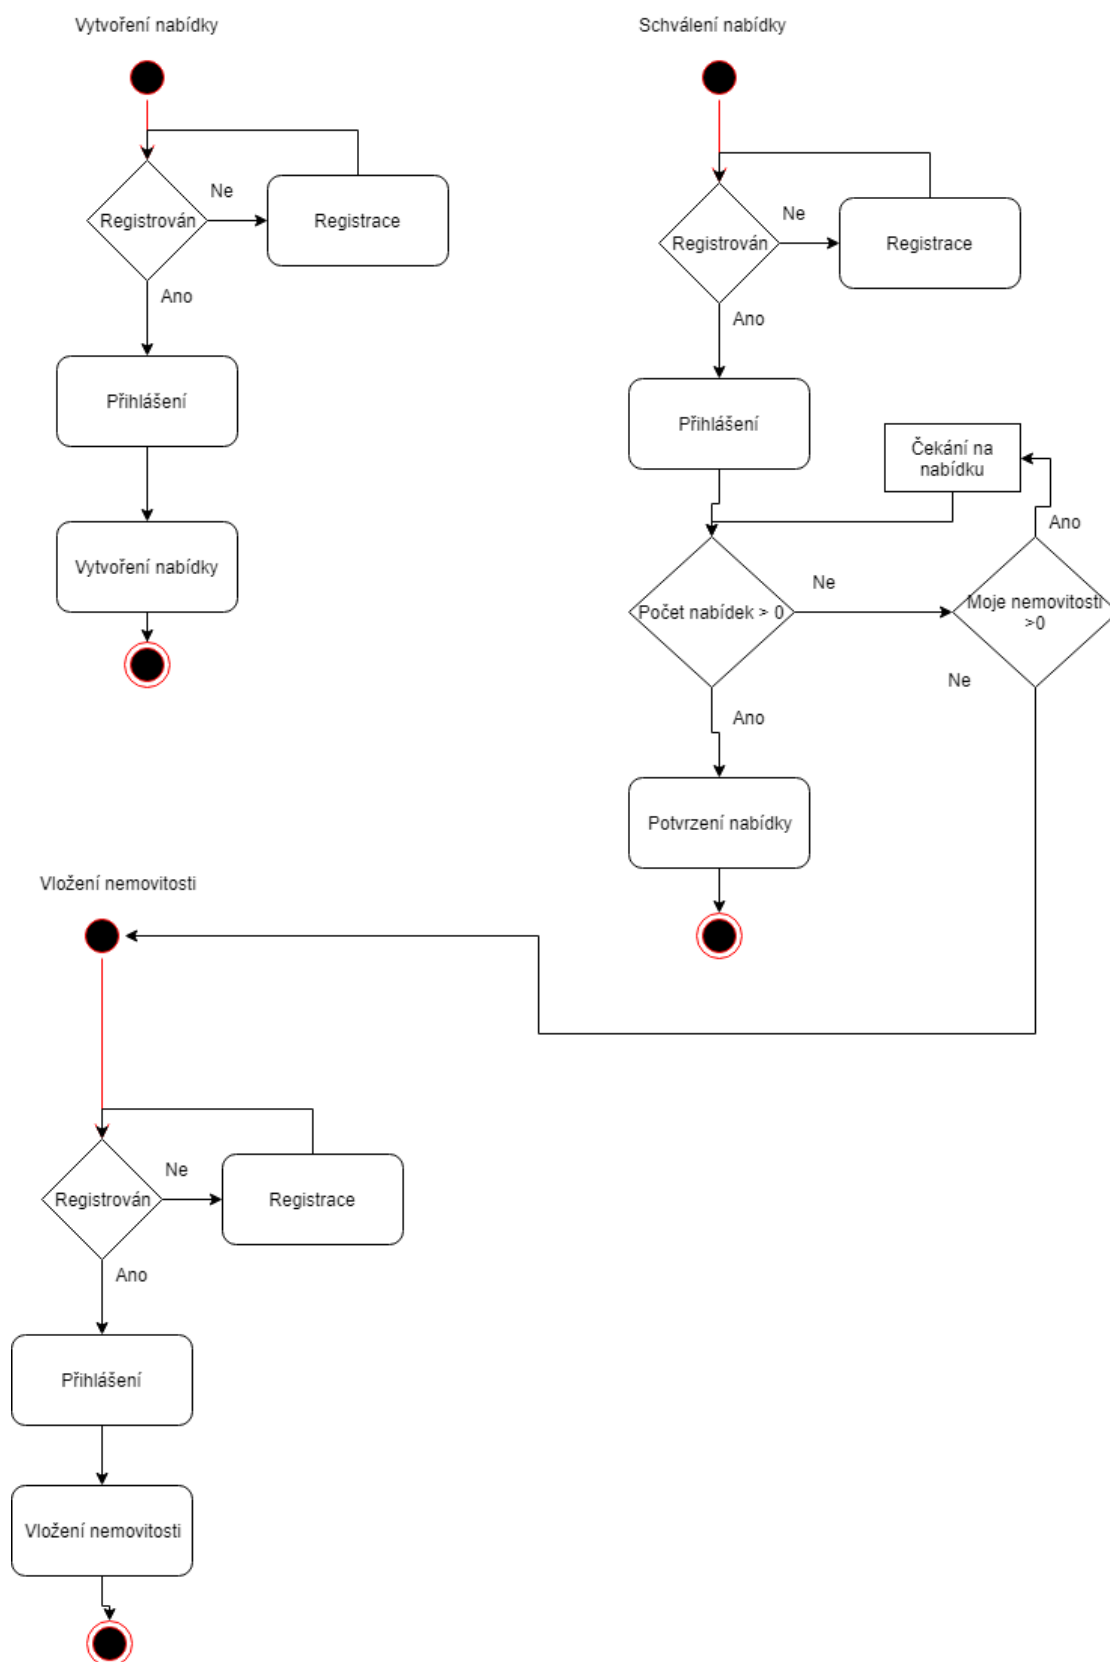 Vytvoření nabídky
Registrován
Ne
Registrace
Ano
Přihlášení
Vytvoření nabídky
Schválení nabídky
Registrován
Ne
Registrace
Ano
Přihlášení
Čekání na
nabídku
Ano
Počet nabídek > 0
Ne
Moje nemovitosti
>0
Ne
Ano
Potvrzení nabídky
Vložení nemovitosti
Registrován
Ne
Registrace
Ano
Přihlášení
Vložení nemovitosti